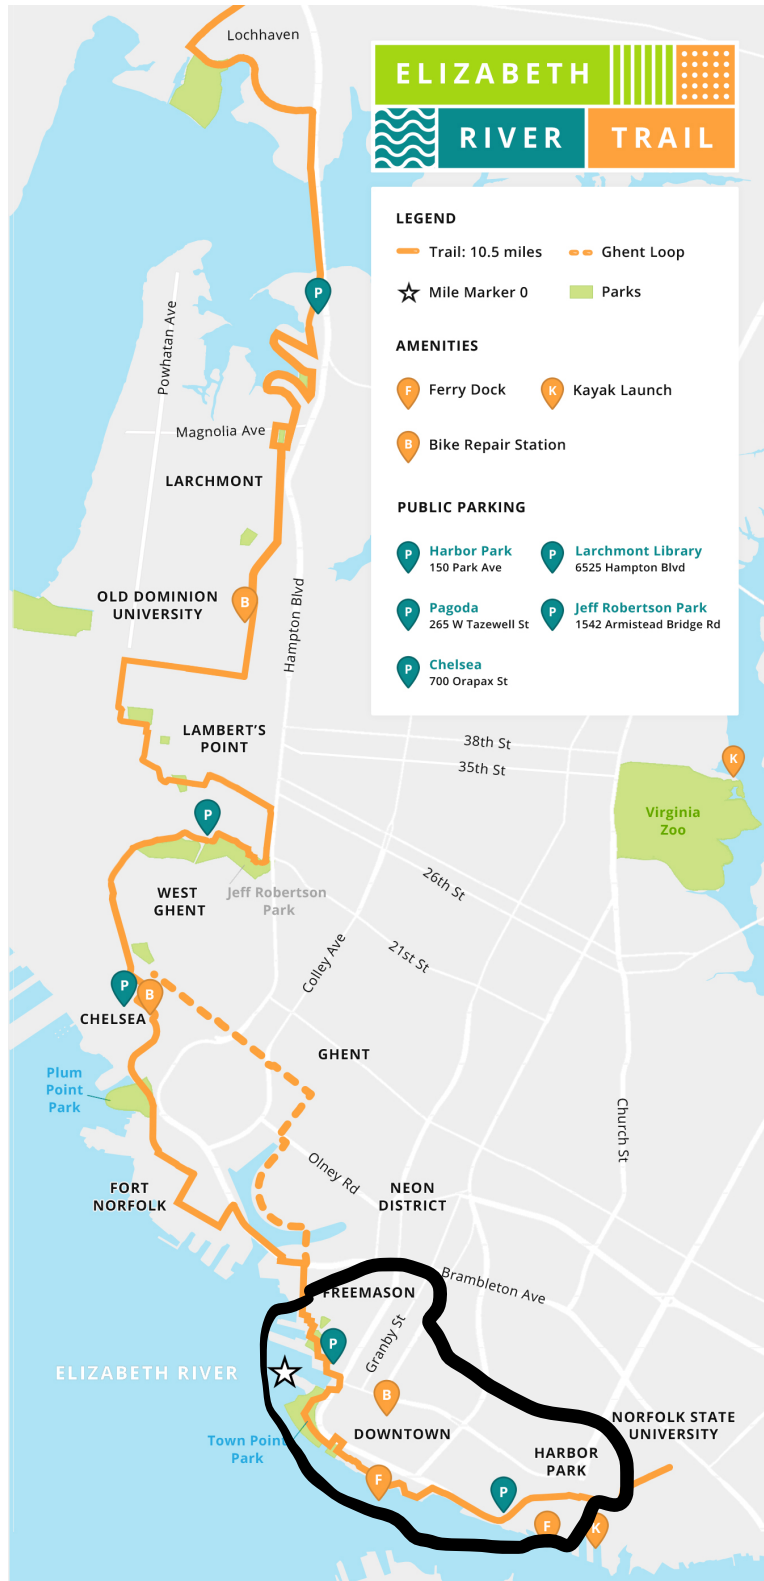 Lochhaven
ELIZABETH
RIVER TRAIL
LEGEND
Trail: 10.5 miles
Ghent Loop
Mile Marker 0
Parks
AMENITIES
F Ferry Dock
K Kayak Launch
B Bike Repair Station
PUBLIC PARKING
P Harbor Park
150 Park Ave
P Larchmont Library
6525 Hampton Blvd
P Pagoda
265 W Tazewell St
P Jeff Robertson Park
1542 Armistead Bridge Rd
P Chelsea
700 Orapax St
P
Powhatan Ave
Magnolia Ave
LARCHMONT
OLD DOMINION
UNIVERSITY
B
Hampton Blvd
LAMBERT'S
POINT
38th St
35th St
K
Virginia
Zoo
P
WEST
GHENT
Jeff Robertson
Park
26th St
21st St
Colley Ave
P
B
CHELSEA
GHENT
Plum
Point
Park
Church St
Olney Rd
FORT
NORFOLK
NEON
DISTRICT
Brambleton Ave
FREEMASON
P
Granby St
ELIZABETH RIVER
B
DOWNTOWN
Town Point
Park
NORFOLK STATE
UNIVERSITY
HARBOR
PARK
F
P
F
K